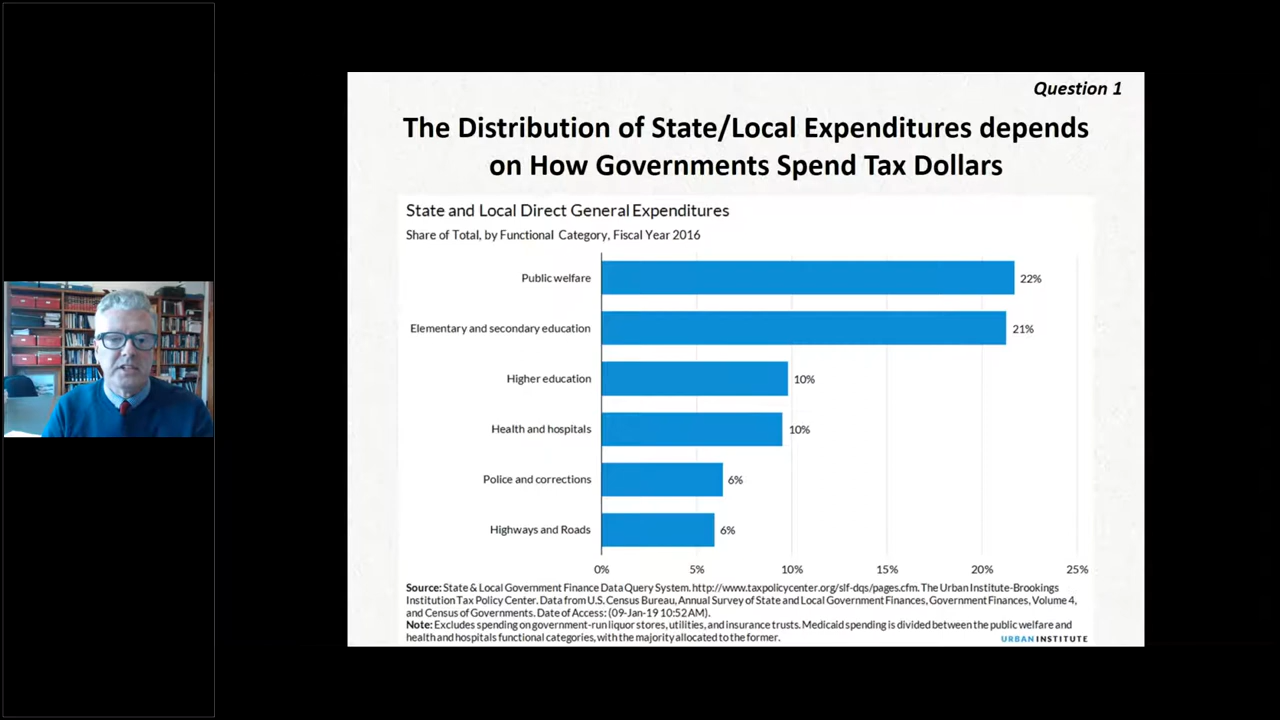 Question 1
The Distribution of State/Local Expenditures depends
on How Governments Spend Tax Dollars
State and Local Direct General Expenditures
Share of Total, by Functional Category, Fiscal Year 2016
Public welfare 22%
Elementary and secondary education 21%
Higher education 10%
Health and hospitals 10%
Police and corrections 6%
Highways and Roads 6%
0% 5% 10% 15% 20% 25%
Source: State & Local Government Finance Data Query System. http://www.taxpolicycenter.org/slf-dqs/pages.cfm. The Urban Institute-Brookings
Institution Tax Policy Center. Data from U.S. Census Bureau, Annual Survey of State and Local Government Finances, Government Finances, Volume 4,
and Census of Governments. Date of Access: (09-Jan-19 10:52 AM).
Note: Excludes spending on government-run liquor stores, utilities, and insurance trusts. Medicaid spending is divided between the public welfare and
health and hospitals functional categories, with the majority allocated to the former.
URBAN INSTITUTE